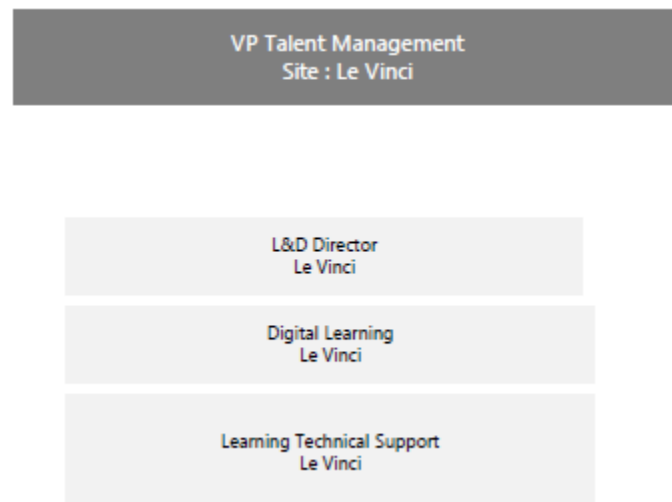 VP Talent Management
Site : Le Vinci
L&D Director
Le Vinci
Digital Learning
Le Vinci
Learning Technical Support
Le Vinci